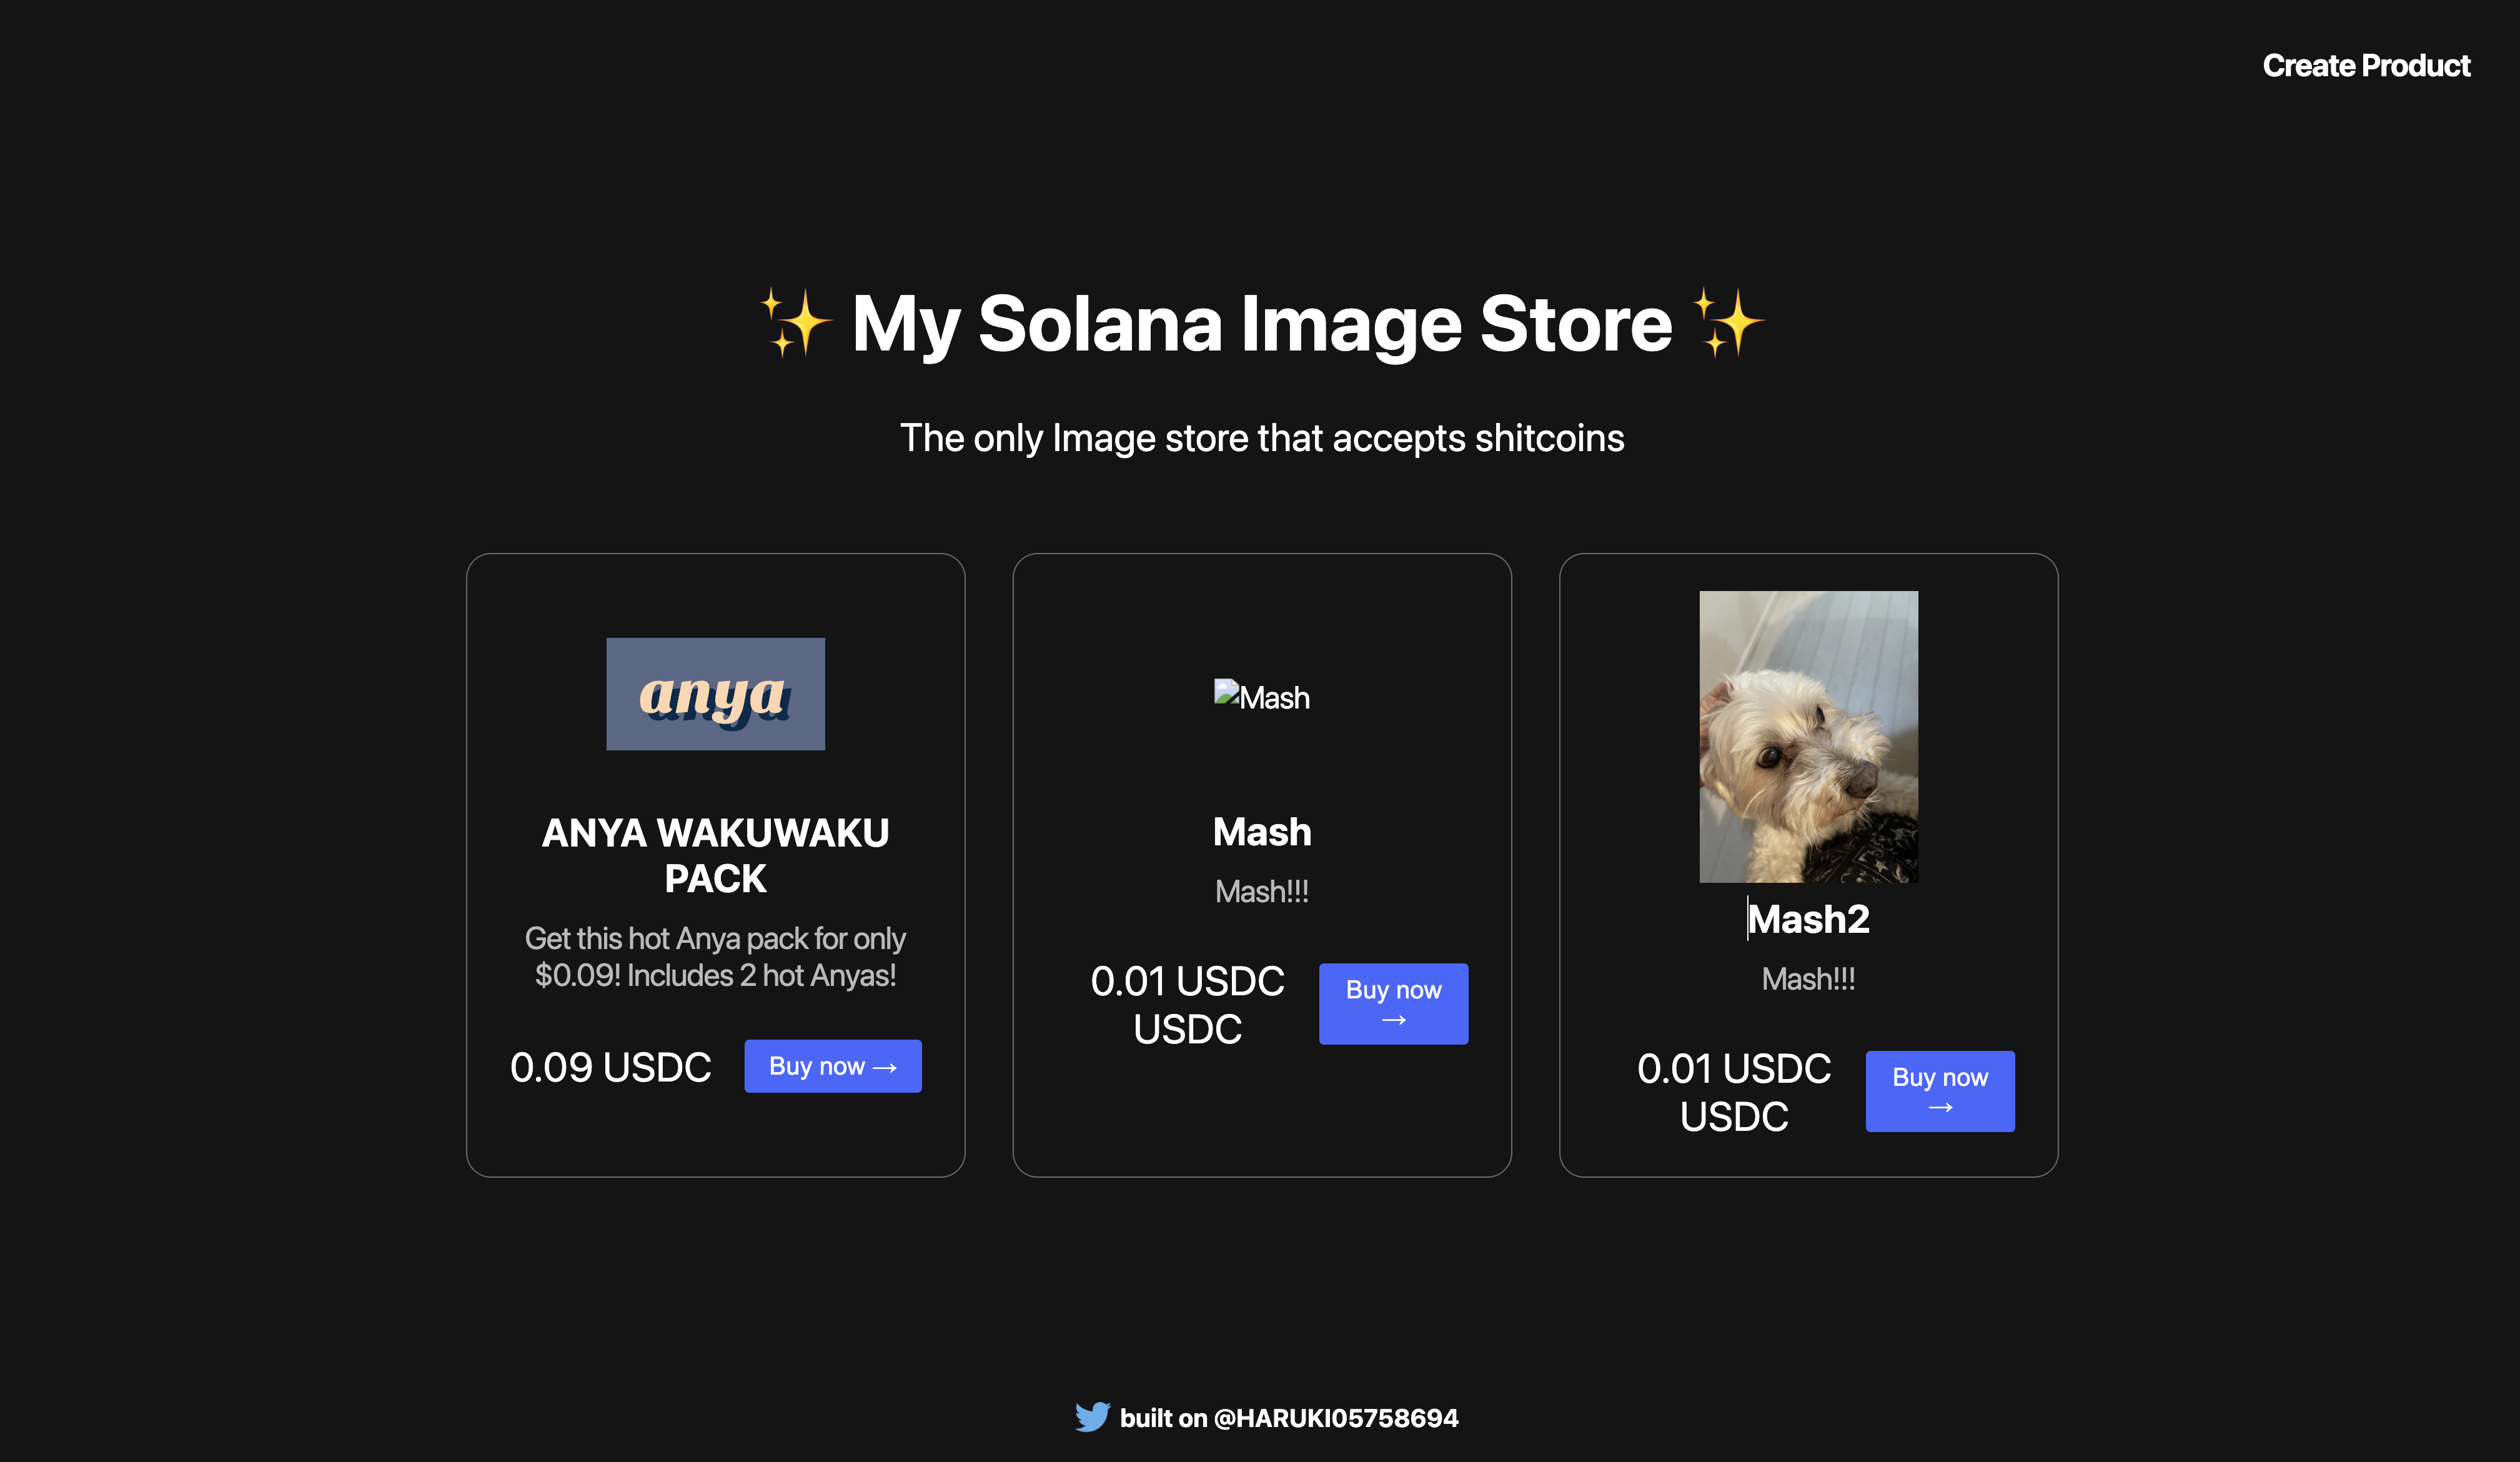 Create Product
✨ My Solana Image Store ✨
The only Image store that accepts shitcoins
anya
ANYA WAKUWAKU
PACK
Get this hot Anya pack for only
$0.09! Includes 2 hot Anyas!
0.09 USDC
Buy now →
Mash
Mash
Mash!!!
0.01 USDC
USDC
Buy now
→
Mash2
Mash!!!
0.01 USDC
USDC
Buy now
→
built on @HARUKI05758694